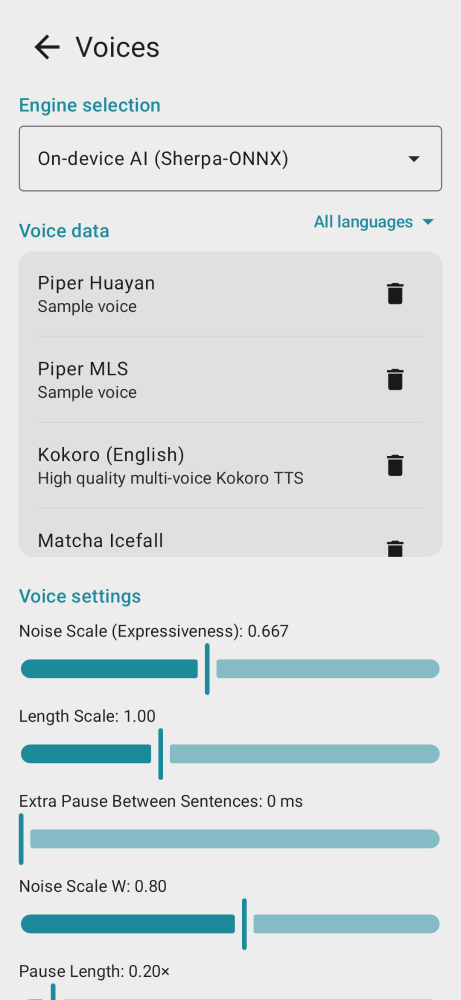 Voices
Engine selection
On-device AI (Sherpa-ONNX)
All languages
Voice data
Piper Huayan
Sample voice
Piper MLS
Sample voice
Kokoro (English)
High quality multi-voice Kokoro TTS
Matcha Icefall
Voice settings
Noise Scale (Expressiveness): 0.667
Length Scale: 1.00
Extra Pause Between Sentences: 0 ms
Noise Scale W: 0.80
Pause Length: 0.20×